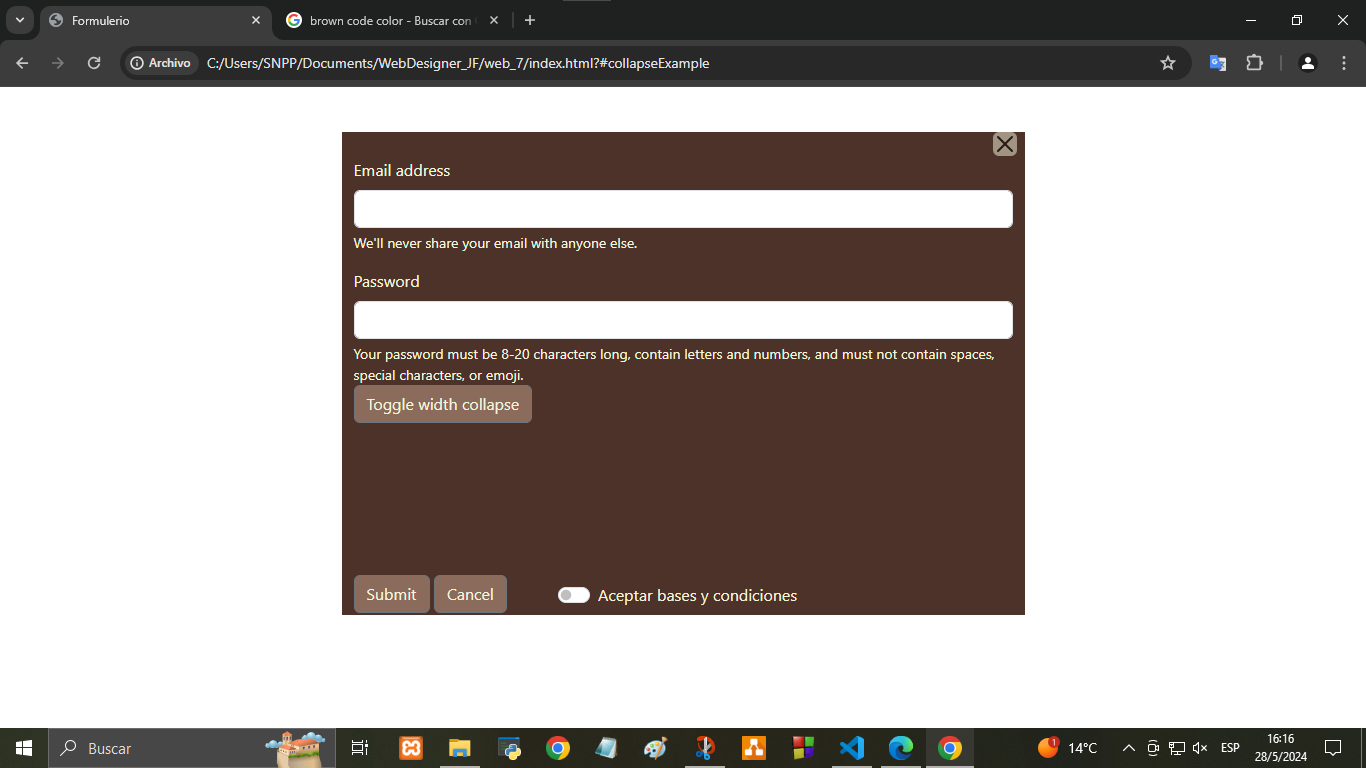 Formulerio
brown code color - Buscar con
Archivo
C:/Users/SNPP/Documents/WebDesigner_JF/web_7/index.html?#collapseExample
Email address
We'll never share your email with anyone else.
Password
Your password must be 8-20 characters long, contain letters and numbers, and must not contain spaces,
special characters, or emoji.
Toggle width collapse
Submit
Cancel
Aceptar bases y condiciones
Buscar
1
14°C
ESP
16:16
28/5/2024